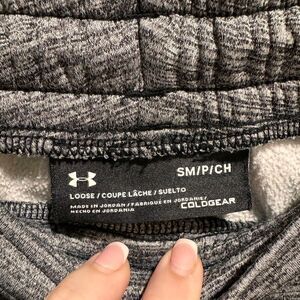 SM/P/CH
LOOSE / COUPE LÂCHE / SUELTO
MADE IN JORDAN / FABRIQUÉ EN JORDANIE /
HECHO EN JORDANIA
COLDGEAR